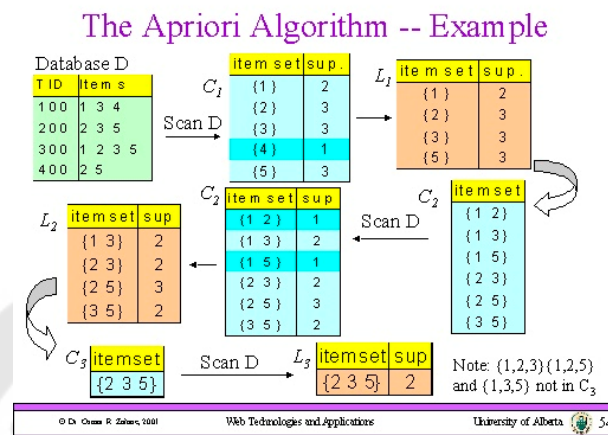 The Apriori Algorithm -- Example
Database D
TID Items
100 1 3 4
200 2 3 5
300 1 2 3 5
400 2 5
Scan D
C1
itemset sup.
{1} 2
{2} 3
{3} 3
{4} 1
{5} 3
L1
itemset sup.
{1} 2
{2} 3
{3} 3
{5} 3
C2
itemset
{1 2}
{1 3}
{1 5}
{2 3}
{2 5}
{3 5}
Scan D
C2
itemset sup
{1 2} 1
{1 3} 2
{1 5} 1
{2 3} 2
{2 5} 3
{3 5} 2
L2
itemset sup
{1 3} 2
{2 3} 2
{2 5} 3
{3 5} 2
C3
itemset
{2 3 5}
Scan D
L3
itemset sup
{2 3 5} 2
Note: {1,2,3}{1,2,5}
and {1,3,5} not in C3
© Dr. Osmar R. Zaïane, 2001
Web Technologies and Applications
University of Alberta